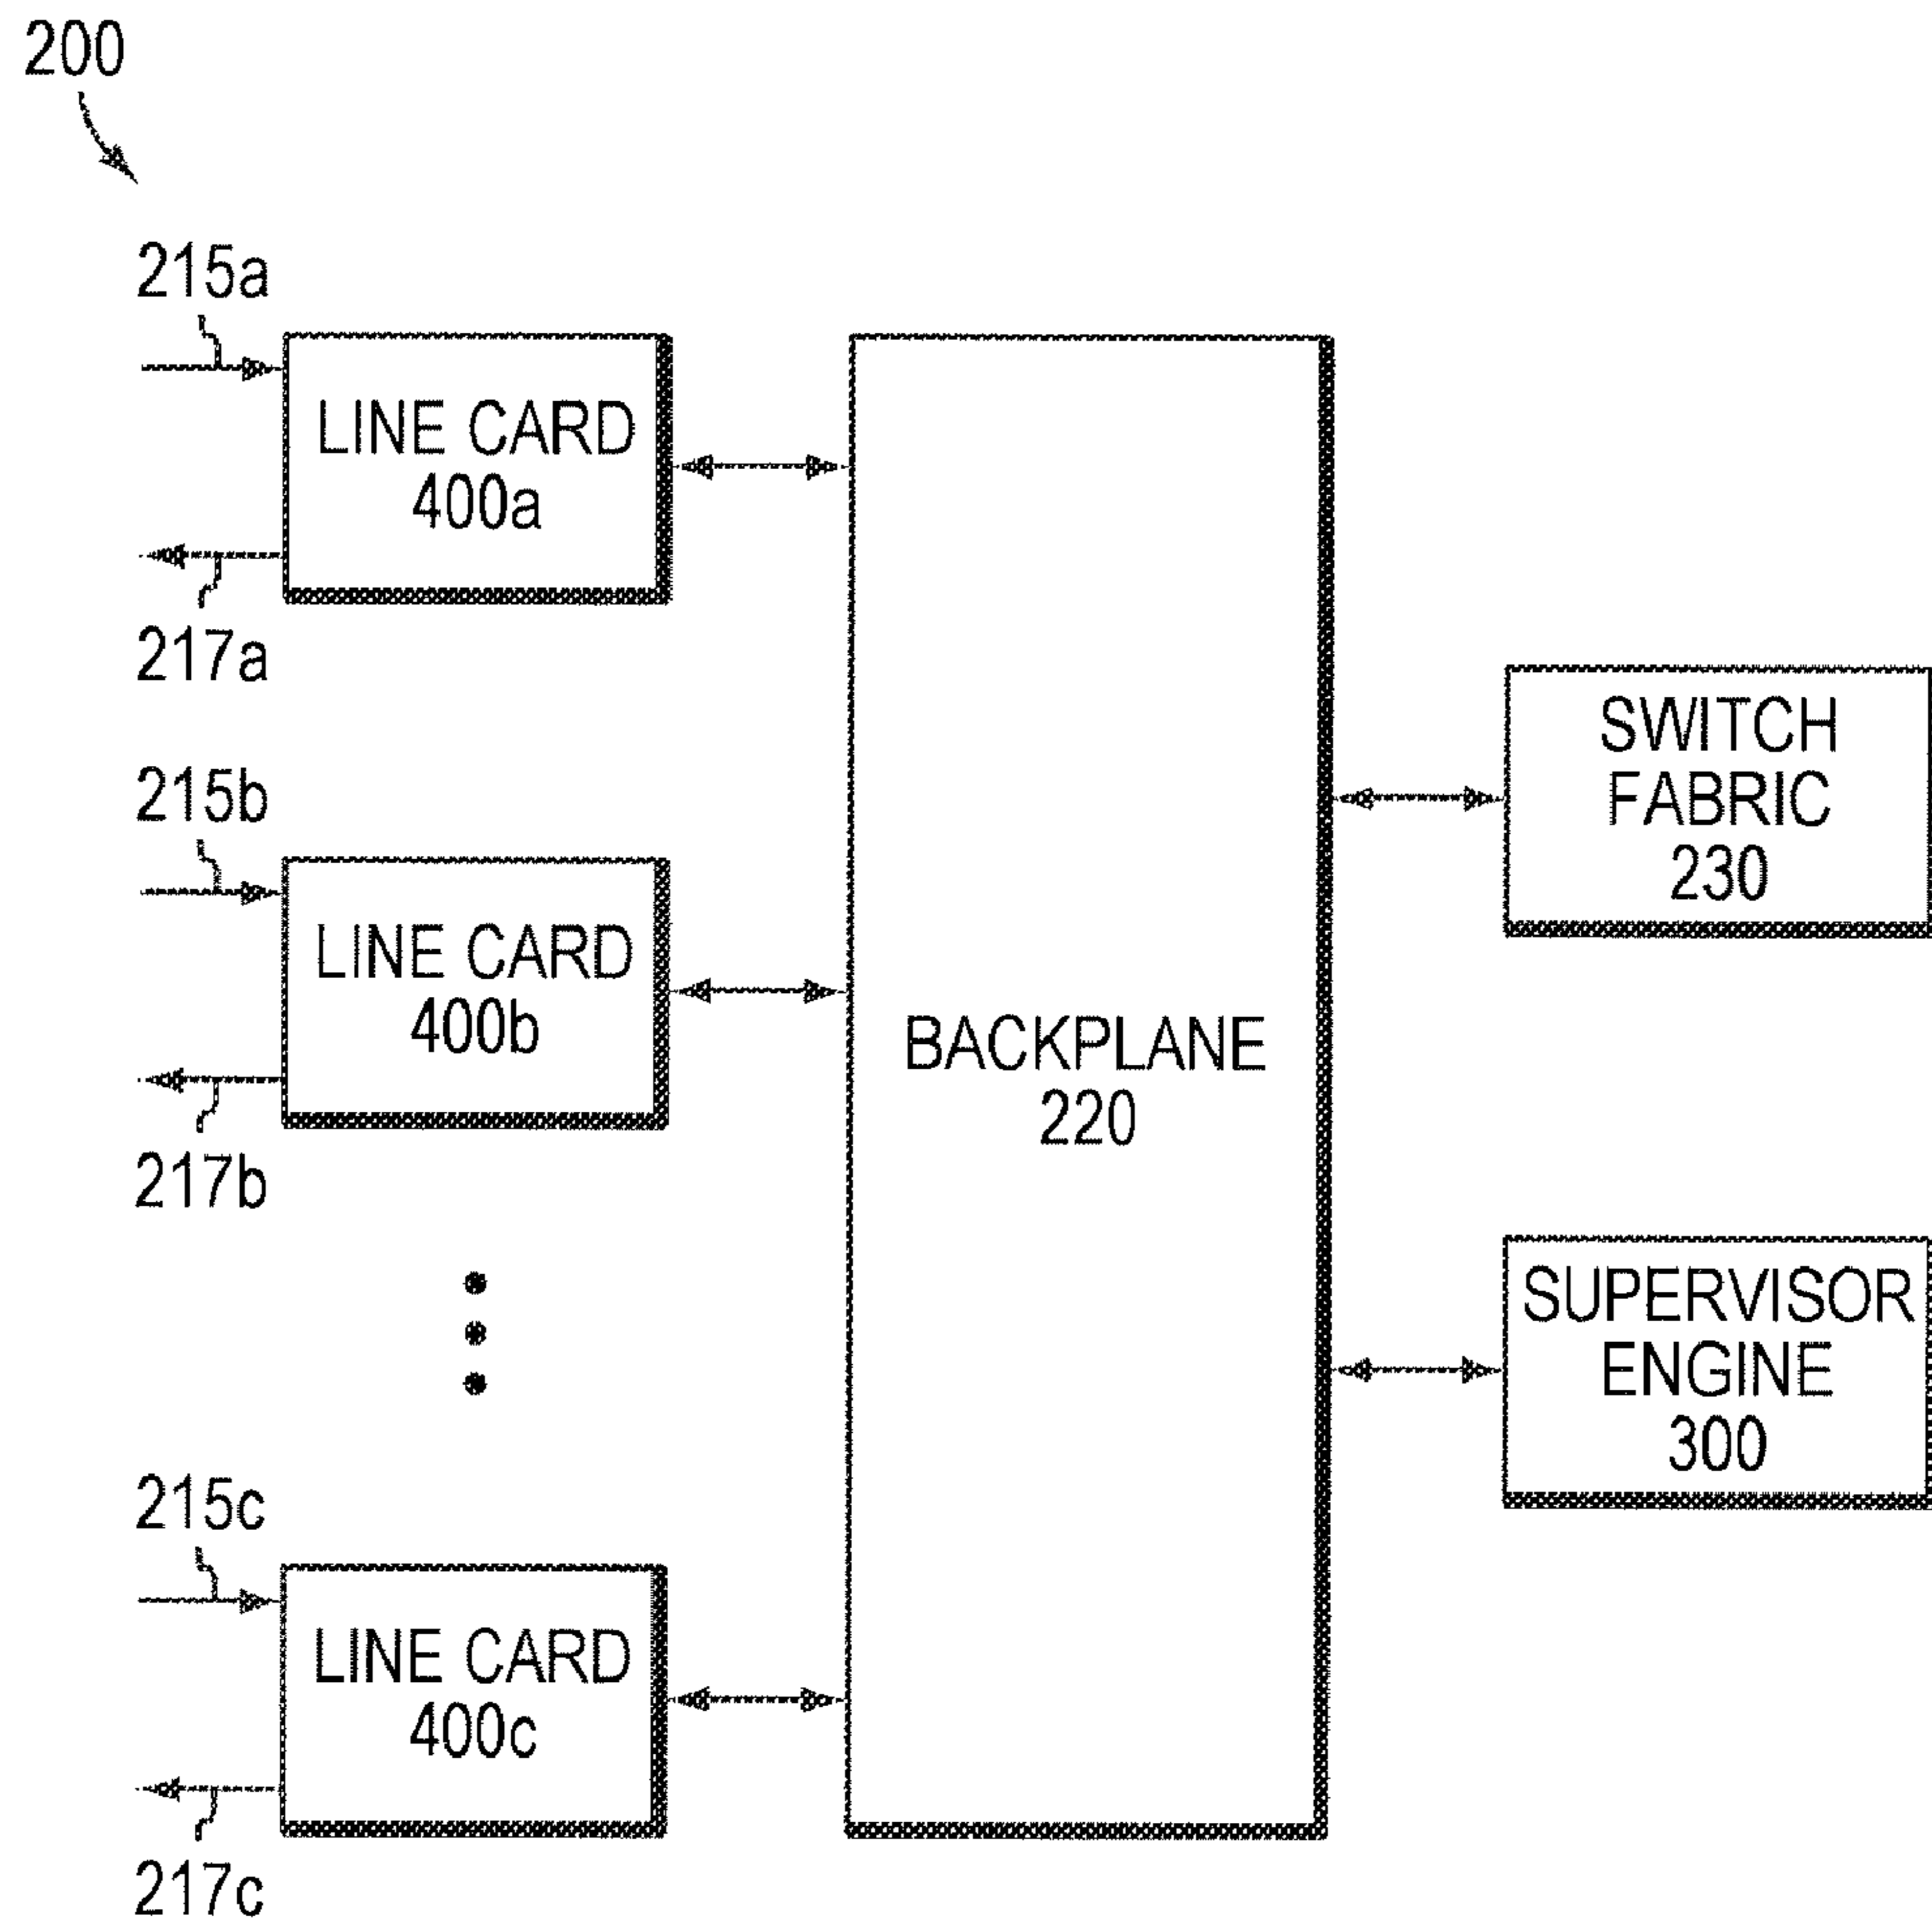 200
215a
LINE CARD
400a
217a
215b
LINE CARD
400b
217b
215c
LINE CARD
400c
217c
BACKPLANE
220
SWITCH
FABRIC
230
SUPERVISOR
ENGINE
300